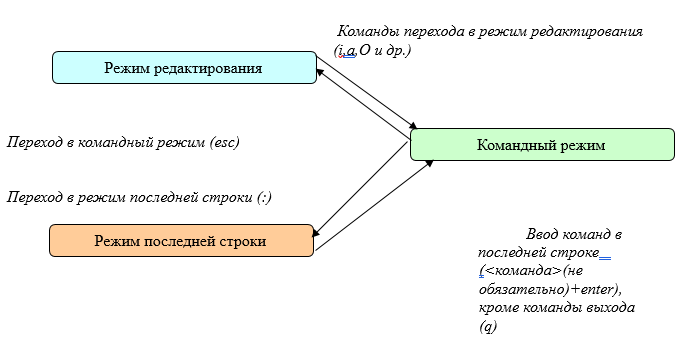 Команды перехода в режим редактирования
(i,a,O и др.)
Режим редактирования
Переход в командный режим (esc)
Командный режим
Переход в режим последней строки (:)
Режим последней строки
Ввод команд в
последней строке
(<команда>(не
обязательно)+enter),
кроме команды выхода
(q)